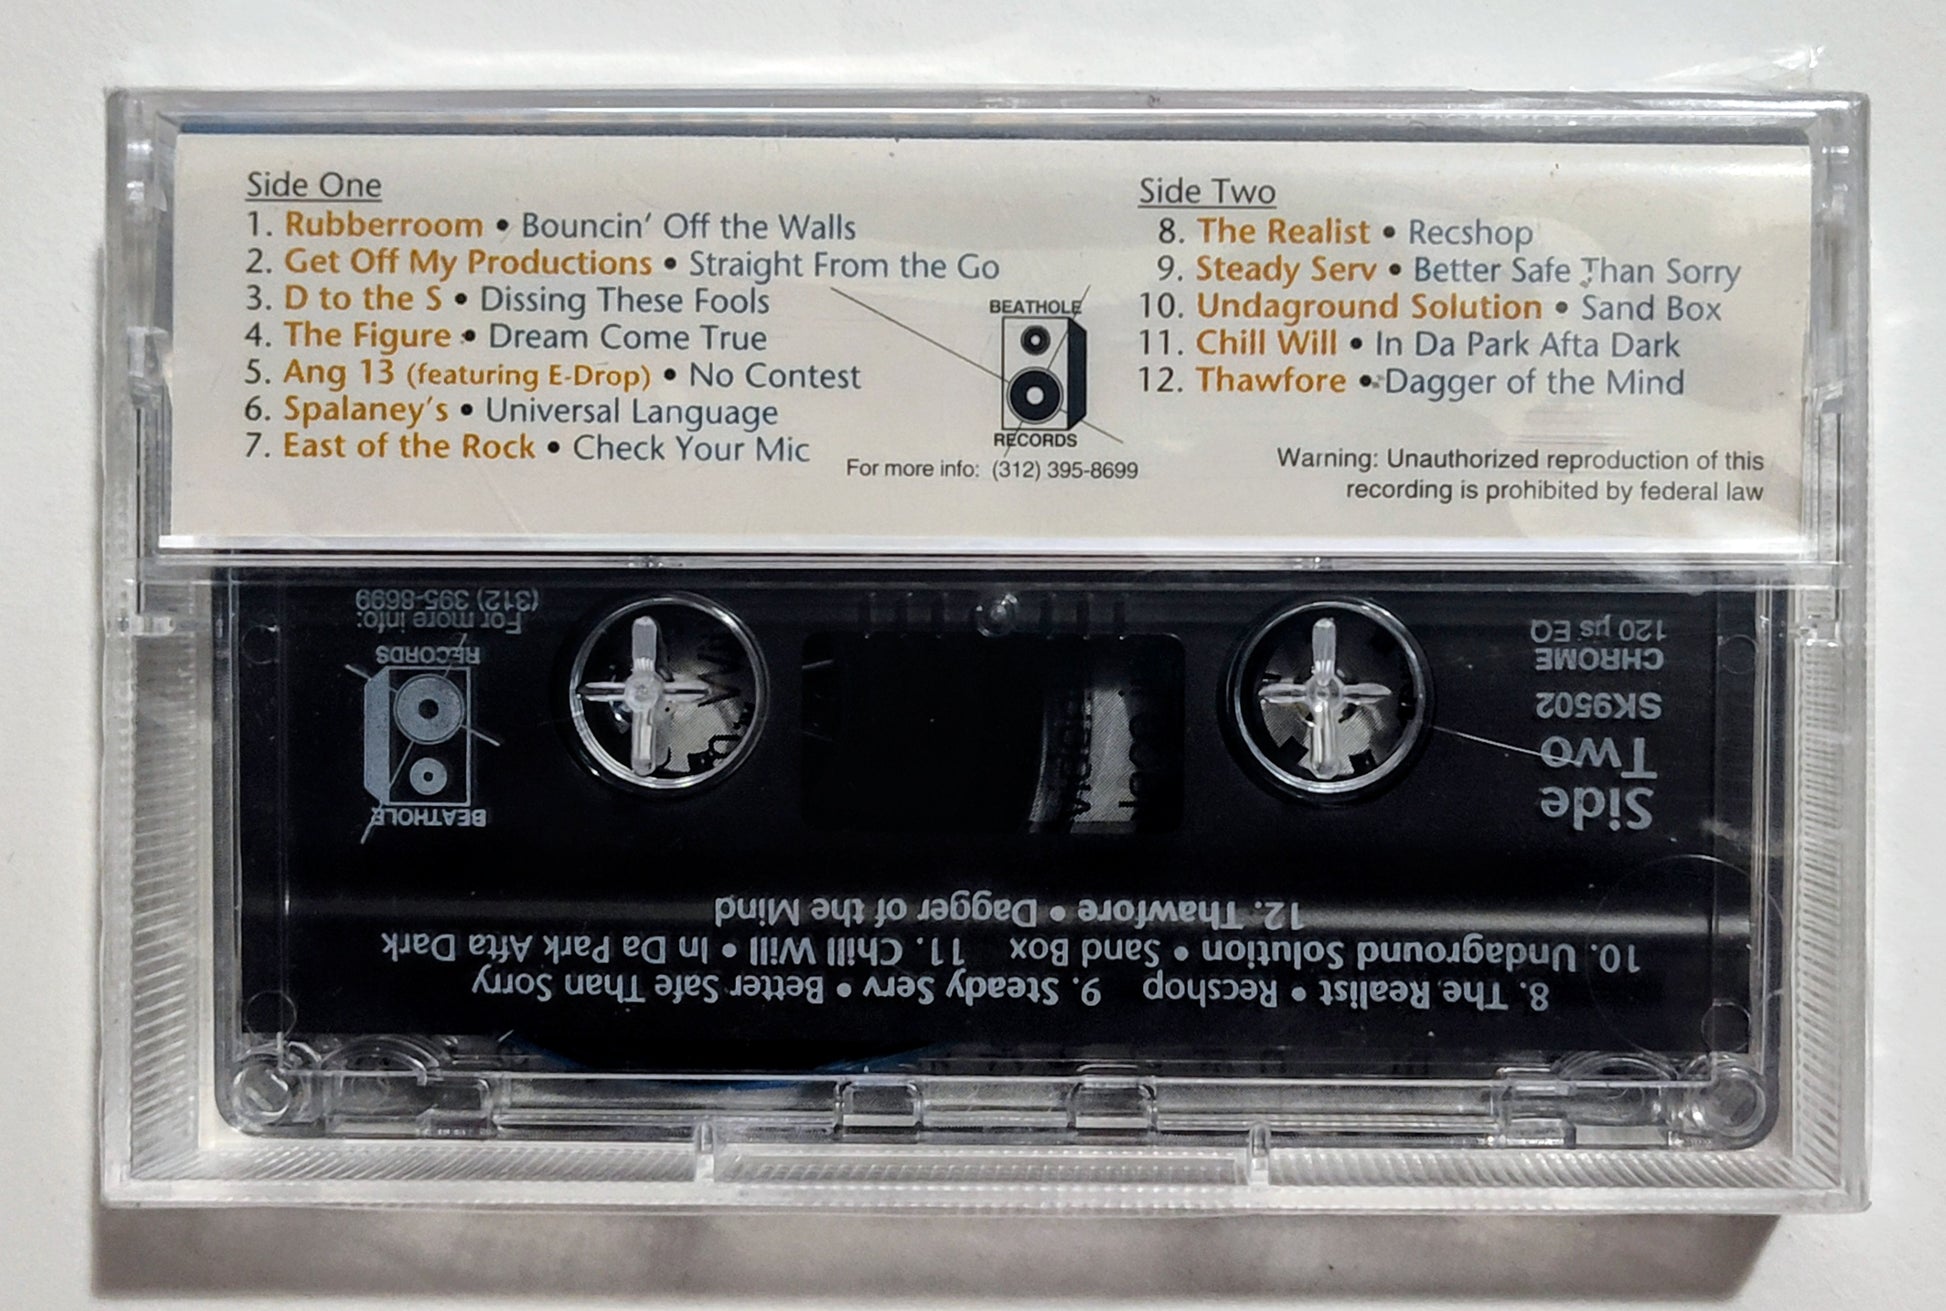 Side One
1. Rubberroom • Bouncin' Off the Walls
2. Get Off My Productions • Straight From the Go
3. D to the S • Dissing These Fools
4. The Figure • Dream Come True
5. Ang 13 (featuring E-Drop) • No Contest
6. Spalaney's • Universal Language
7. East of the Rock • Check Your Mic
BEATHOLE
RECORDS
For more info: (312) 395-8699
Side Two
8. The Realist • Recshop
9. Steady Serv • Better Safe Than Sorry
10. Undaground Solution • Sand Box
11. Chill Will • In Da Park Afta Dark
12. Thawfore • Dagger of the Mind
Warning: Unauthorized reproduction of this
recording is prohibited by federal law
8. The Realist • Recshop 9. Steady Serv • Better Safe Than Sorry
10. Undaground Solution • Sand Box 11. Chill Will • In Da Park Afta Dark
12. Thawfore • Dagger of the Mind
Side
Two
SK9502
CHROME
120 µs EQ
BEATHOLE
RECORDS
For more info:
(312) 395-8699